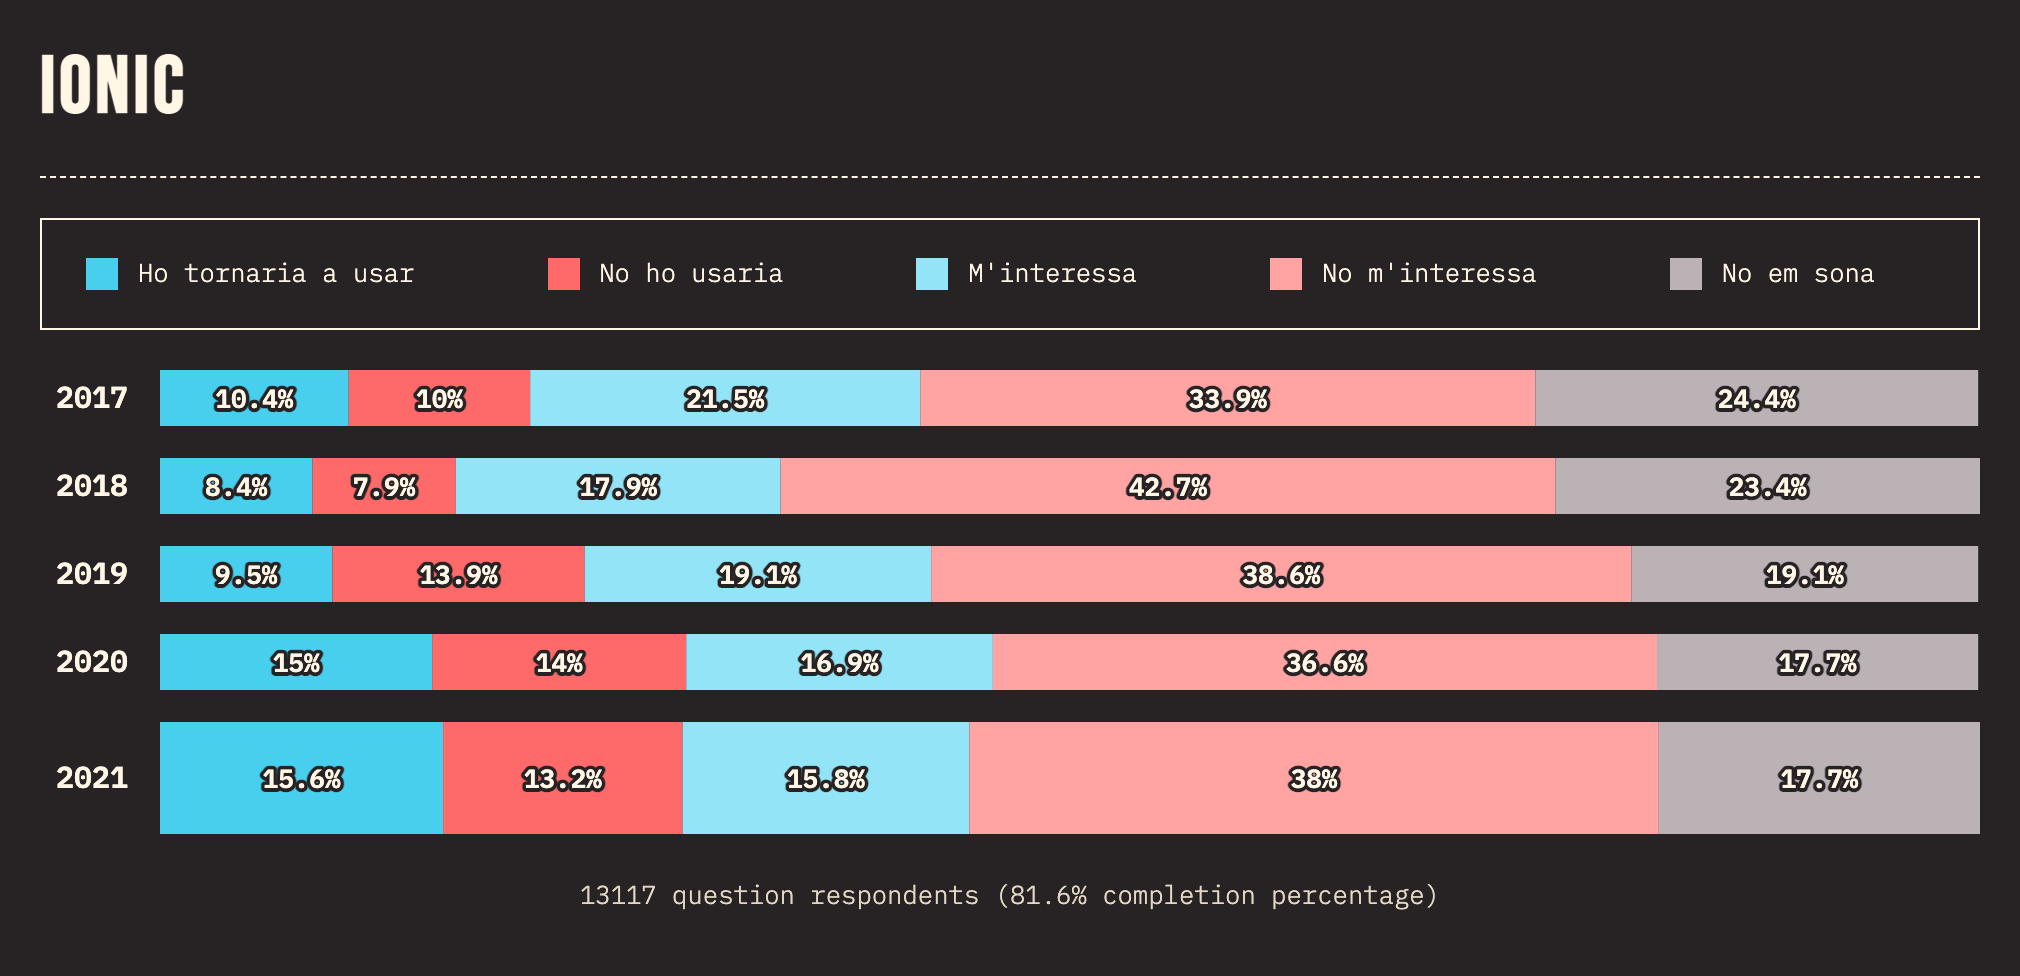 IONIC
Ho tornaria a usar No ho usaria M'interessa No m'interessa No em sona
2017 10.4% 10% 21.5% 33.9% 24.4%
2018 8.4% 7.9% 17.9% 42.7% 23.4%
2019 9.5% 13.9% 19.1% 38.6% 19.1%
2020 15% 14% 16.9% 36.6% 17.7%
2021 15.6% 13.2% 15.8% 38% 17.7%
13117 question respondents (81.6% completion percentage)